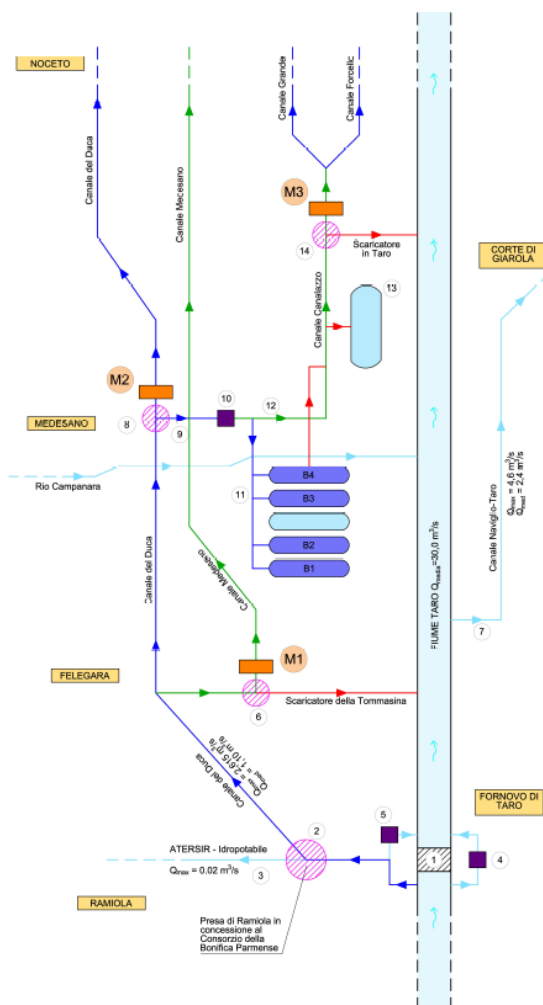 NOCETO
Canale Grande
Canale Forcelic
Canale del Duca
Canale Mecesano
M3
14
Scaricatore
in Taro
CORTE DI
GIAROLA
13
Canale Canalazzo
M2
10
12
MEDESANO
8
9
Rio Campanara
11
B4
B3
B2
B1
Qmax = 4,6 m³/s
Qmed = 2,4 m³/s
Canale Naviglio-Taro
FIUME TARO Qmedia=30,0 m³/s
Canale del Duca
Canale Medesano
7
M1
FELEGARA
6
Scaricatore della Tommasina
Qmax = 2,615 m³/s
Qmed = 1,10 m³/s
Canale del Duca
FORNOVO DI
TARO
5
2
ATERSIR - Idropotabile
1
4
3
Qmax = 0.02 m³/s
RAMIOLA
Presa di Ramiola in
concessione al
Consorzio della
Bonifica Parmense